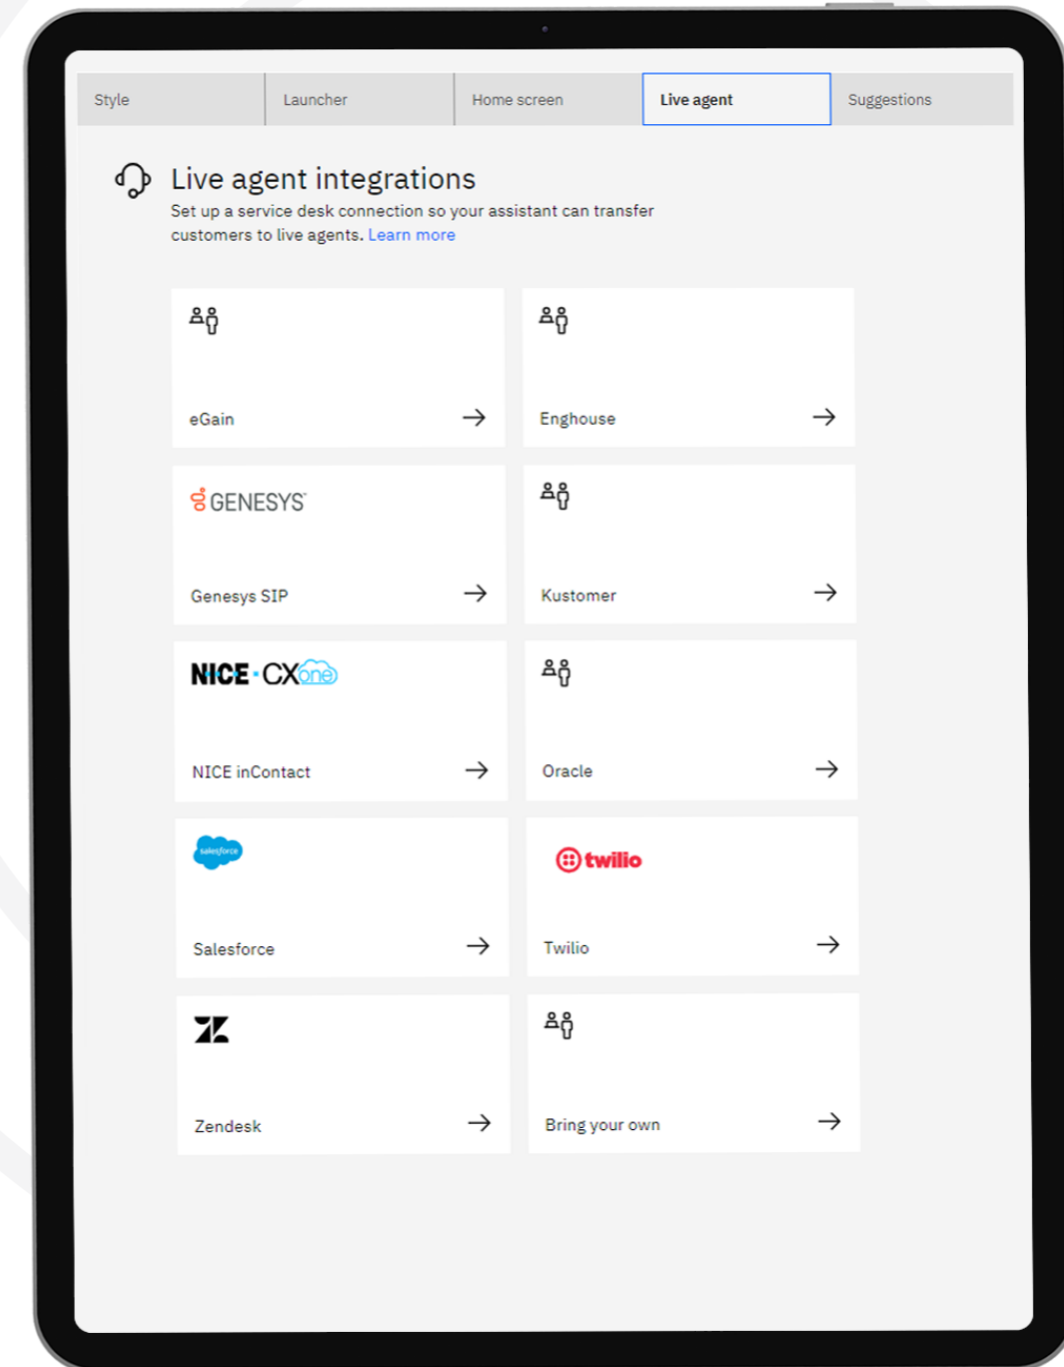 Style
Launcher
Home screen
Live agent
Suggestions
Live agent integrations
Set up a service desk connection so your assistant can transfer
customers to live agents. Learn more
eGain
Enghouse
GENESYS
Genesys SIP
Kustomer
NICE · CXone
NICE inContact
Oracle
salesforce
Salesforce
twilio
Twilio
Zendesk
Bring your own